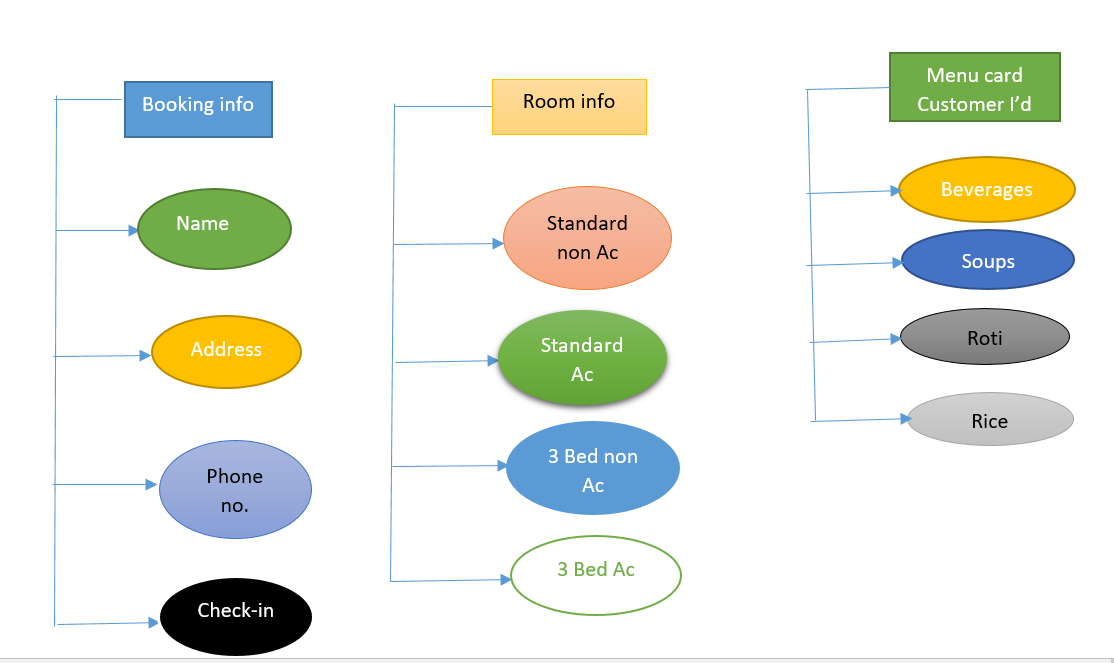 Booking info
Name
Address
Phone
no.
Check-in
Room info
Standard
non Ac
Standard
Ac
3 Bed non
Ac
3 Bed Ac
Menu card
Customer I’d
Beverages
Soups
Roti
Rice